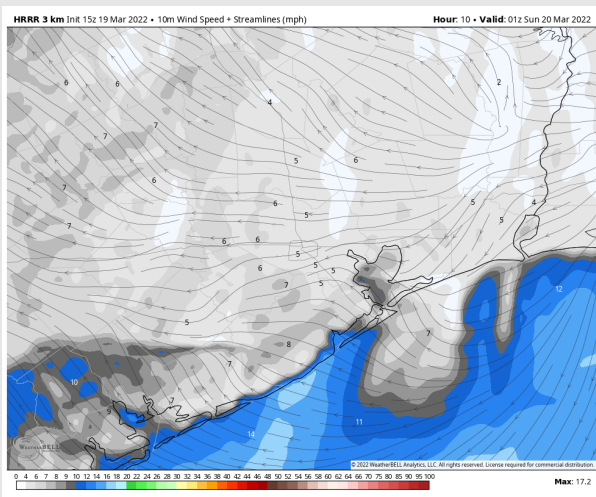 HRRR 3 km Init 15z 19 Mar 2022 • 10m Wind Speed + Streamlines (mph)
Hour: 10 • Valid: 01z Sun 20 Mar 2022
6 6 2
4
7 7
5 6
7 6
6 5 5 4
7 5
6 6 5
6 5 5
7 5
12
5 7
8
7
10
7
9
11
14
WEATHERBELL
© 2022 WeatherBELL Analytics, LLC. All rights reserved. License required for commercial distribution.
0 4 6 7 8 9 10 12 14 16 18 20 22 24 26 28 30 32 34 36 38 40 42 44 46 48 50 52 54 56 58 60 62 64 66 70 75 80 85 90 95 100
Max: 17.2